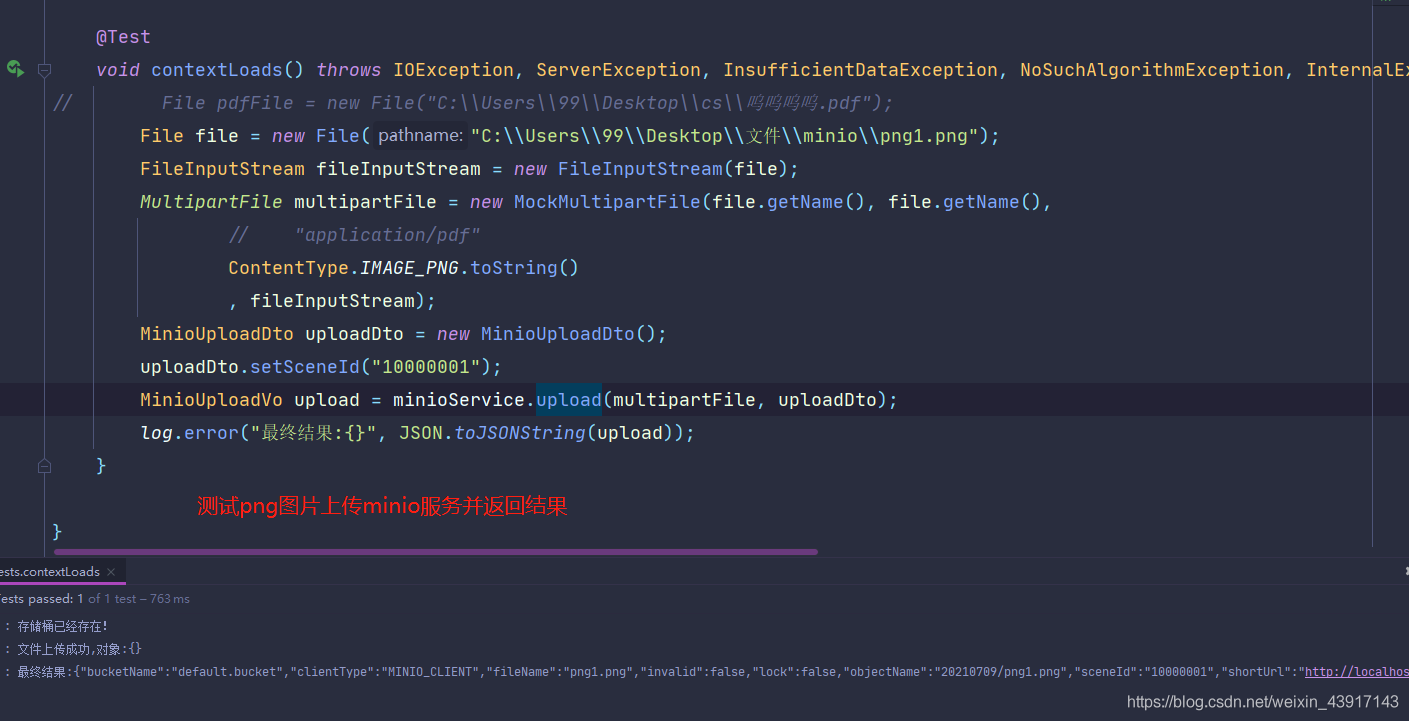 @Test
void contextLoads() throws IOException, ServerException, InsufficientDataException, NoSuchAlgorithmException, InternalEx
// File pdfFile = new File("C:\\Users\\99\\Desktop\\cs\\呜呜呜呜.pdf");
File file = new File( pathname: "C:\\Users\\99\\Desktop\\文件\\minio\\png1.png");
FileInputStream fileInputStream = new FileInputStream(file);
MultipartFile multipartFile = new MockMultipartFile(file.getName(), file.getName(),
// "application/pdf"
ContentType.IMAGE_PNG.toString()
, fileInputStream);
MinioUploadDto uploadDto = new MinioUploadDto();
uploadDto.setSceneId("10000001");
MinioUploadVo upload = minioService.upload(multipartFile, uploadDto);
log.error("最终结果:{}", JSON.toJSONString(upload));
}
测试png图片上传minio服务并返回结果
}
ests.contextLoads ×
Tests passed: 1 of 1 test – 763 ms
: 存储桶已经存在!
: 文件上传成功,对象:{}
: 最终结果:{"bucketName":"default.bucket","clientType":"MINIO_CLIENT","fileName":"png1.png","invalid":false,"lock":false,"objectName":"20210709/png1.png","sceneId":"10000001","shortUrl":"http://localhos
https://blog.csdn.net/weixin_43917143